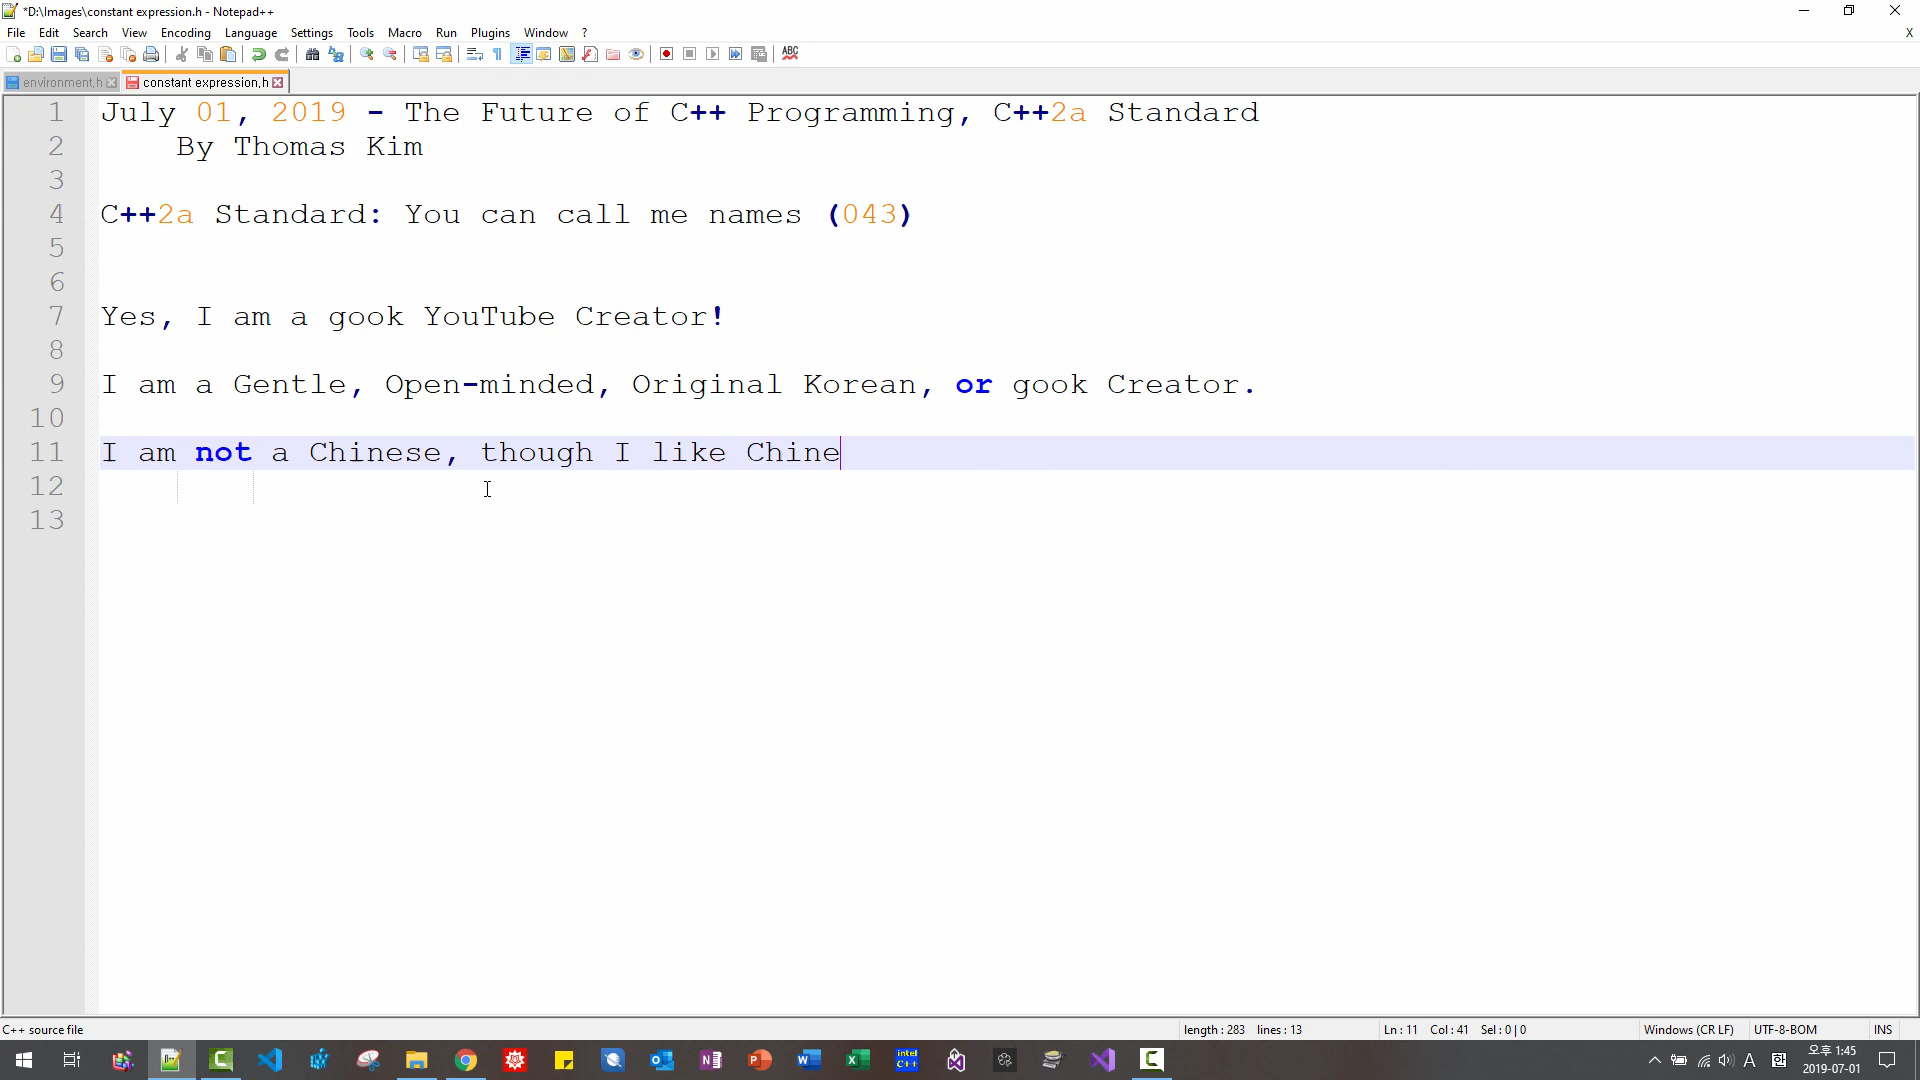 *D:\Images\constant expression.h - Notepad++
File Edit Search View Encoding Language Settings Tools Macro Run Plugins Window ? X
ABC
environment.h constant expression.h
1 July 01, 2019 - The Future of C++ Programming, C++2a Standard
2 By Thomas Kim
3
4 C++2a Standard: You can call me names (043)
5
6
7 Yes, I am a gook YouTube Creator!
8
9 I am a Gentle, Open-minded, Original Korean, or gook Creator.
10
11 I am not a Chinese, though I like Chine
12
13
C++ source file length : 283 lines : 13 Ln : 11 Col : 41 Sel : 0 | 0 Windows (CR LF) UTF-8-BOM INS
intel C++
A 오후 1:45
2019-07-01